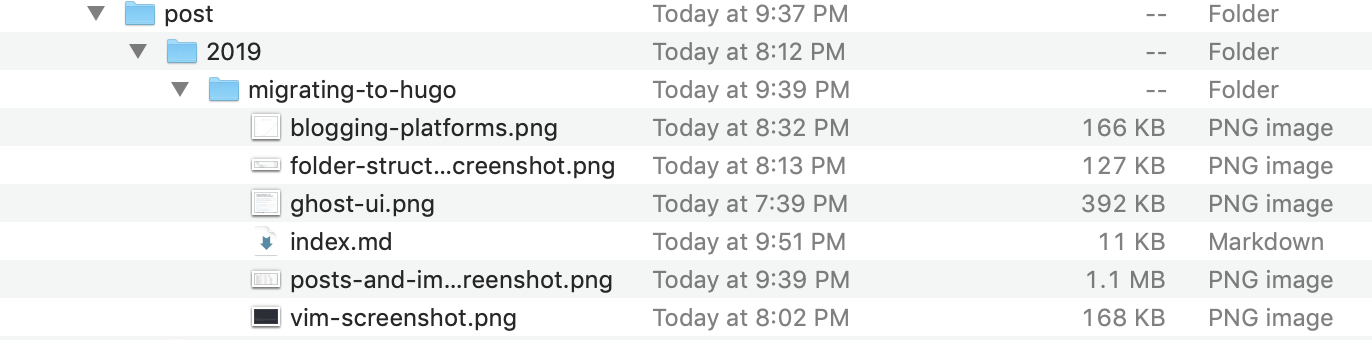 post Today at 9:37 PM -- Folder
2019 Today at 8:12 PM -- Folder
migrating-to-hugo Today at 9:39 PM -- Folder
blogging-platforms.png Today at 8:32 PM 166 KB PNG image
folder-struct...creenshot.png Today at 8:13 PM 127 KB PNG image
ghost-ui.png Today at 7:39 PM 392 KB PNG image
index.md Today at 9:51 PM 11 KB Markdown
posts-and-im...reenshot.png Today at 9:39 PM 1.1 MB PNG image
vim-screenshot.png Today at 8:02 PM 168 KB PNG image